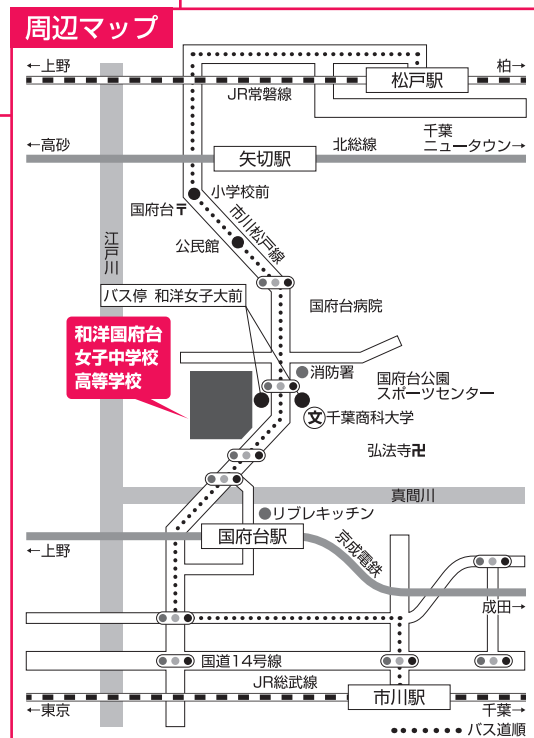 周辺マップ
←上野
柏→
松戸駅
JR常磐線
←高砂
矢切駅
北総線
千葉
ニュータウン→
小学校前
国府台〒
市川松戸線
公民館
江戸川
バス停 和洋女子大前
国府台病院
和洋国府台
女子中学校
高等学校
消防署
国府台公園
スポーツセンター
文千葉商科大学
弘法寺卍
真間川
リブレキッチン
国府台駅
←上野
京成電鉄
成田→
国道14号線
JR総武線
市川駅
←東京
千葉→
バス道順